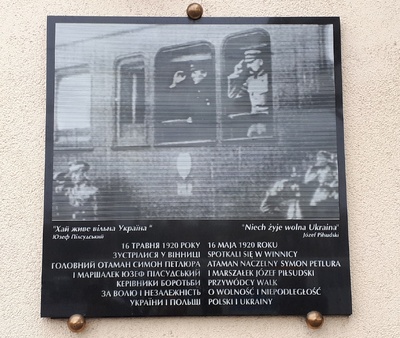 "Хай живе вільна Україна"
Юзеф Пілсудський
16 ТРАВНЯ 1920 РОКУ
ЗУСТРІЛИСЯ У ВІННИЦІ
ГОЛОВНИЙ ОТАМАН СИМОН ПЕТЛЮРА
І МАРШАЛЕК ЮЗЕФ ПІЛСУДСЬКИЙ
КЕРІВНИКИ БОРОТЬБИ
ЗА ВОЛЮ І НЕЗАЛЕЖНІСТЬ
УКРАЇНИ І ПОЛЬЩІ
"Niech żyje wolna Ukraina"
Józef Piłsudski
16 MAJA 1920 ROKU
SPOTKALI SIĘ W WINNICY
ATAMAN NACZELNY SYMON PETLURA
I MARSZAŁEK JÓZEF PIŁSUDSKI
PRZYWÓDCY WALK
O WOLNOŚĆ I NIEPODLEGŁOŚĆ
POLSKI I UKRAINY